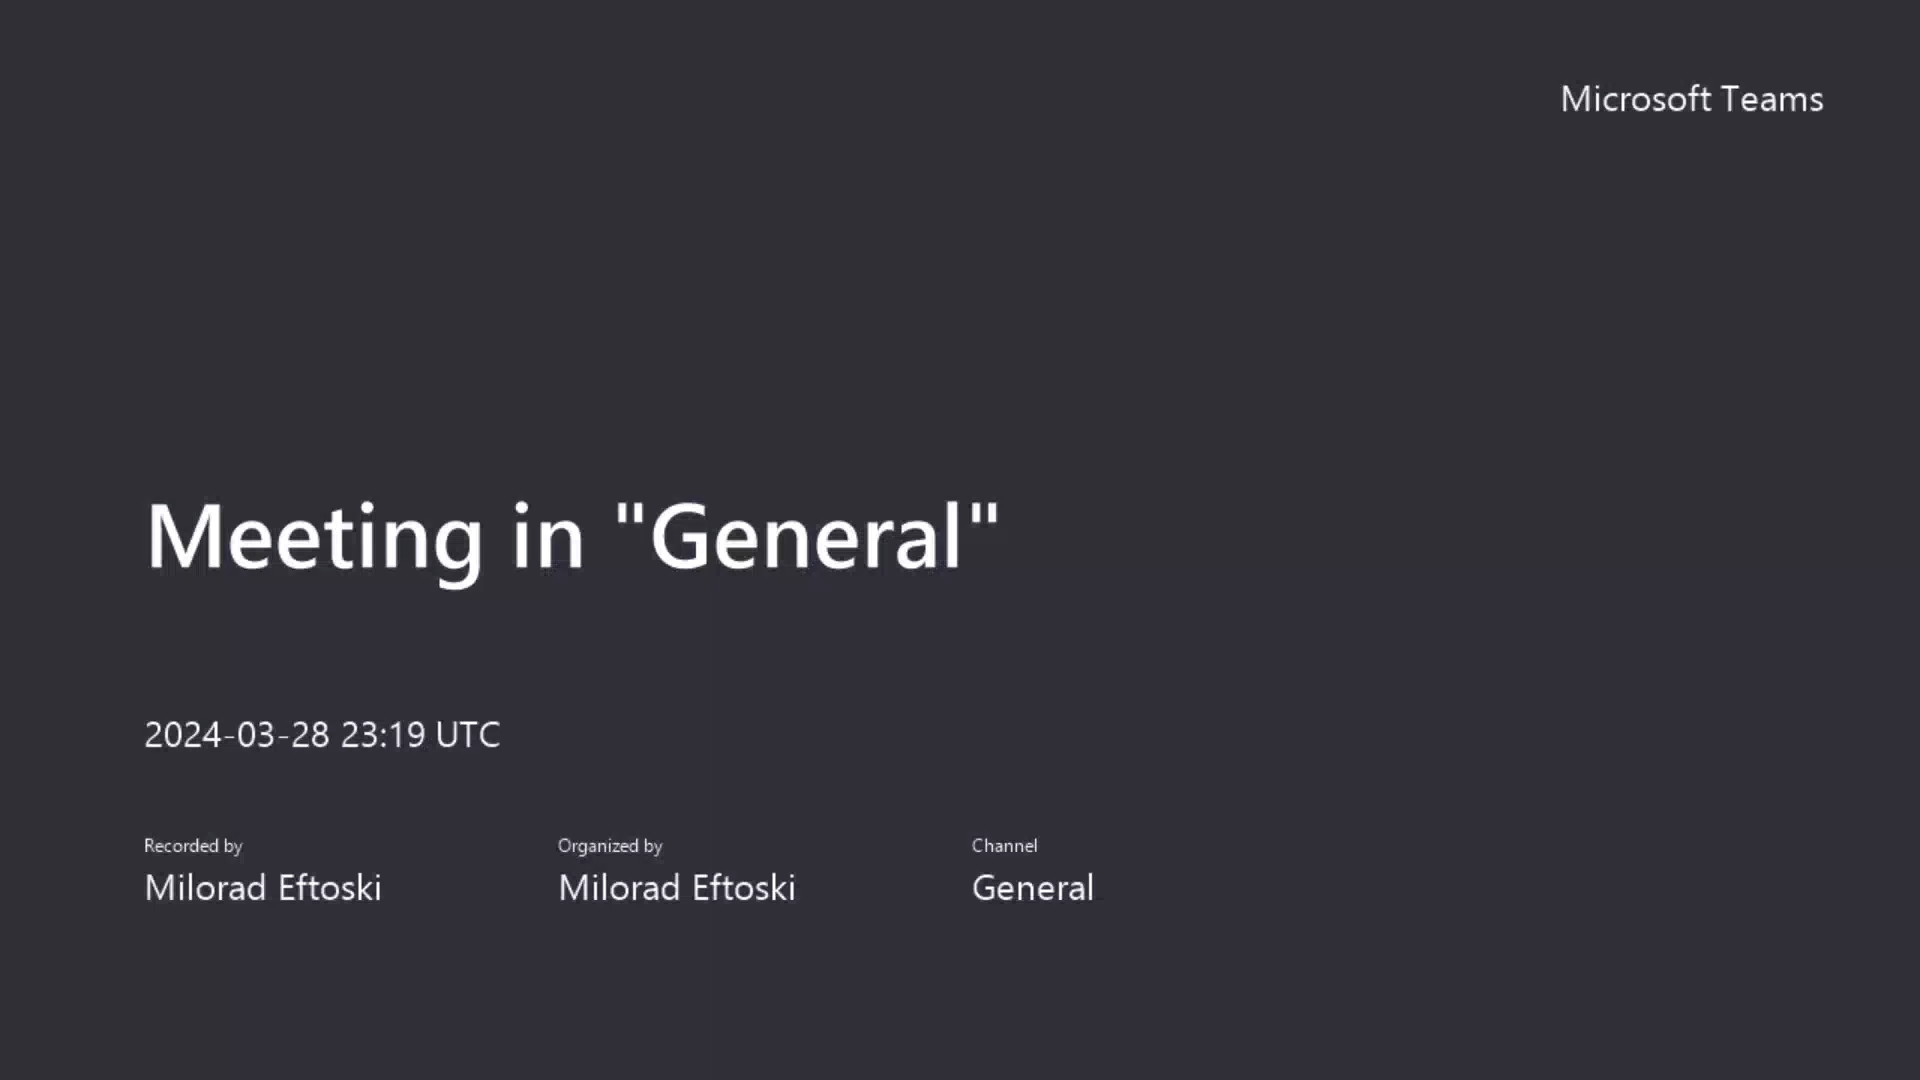 Microsoft Teams
Meeting in "General"
2024-03-28 23:19 UTC
Recorded by
Milorad Eftoski
Organized by
Milorad Eftoski
Channel
General